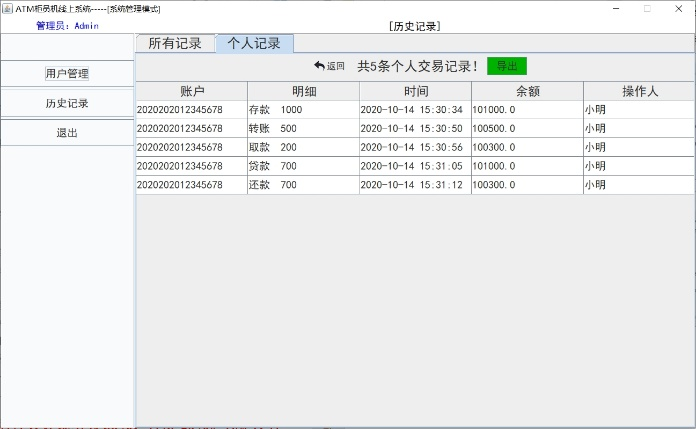 ATM柜员机线上系统-----[系统管理模式]
管理员: Admin
[历史记录]
用户管理
历史记录
退出
所有记录 个人记录
返回 共5条个人交易记录! 导出
账户 明细 时间 余额 操作人
2020202012345678 存款 1000 2020-10-14 15:30:34 101000.0 小明
2020202012345678 转账 500 2020-10-14 15:30:50 100500.0 小明
2020202012345678 取款 200 2020-10-14 15:30:56 100300.0 小明
2020202012345678 贷款 700 2020-10-14 15:31:05 101000.0 小明
2020202012345678 还款 700 2020-10-14 15:31:12 100300.0 小明